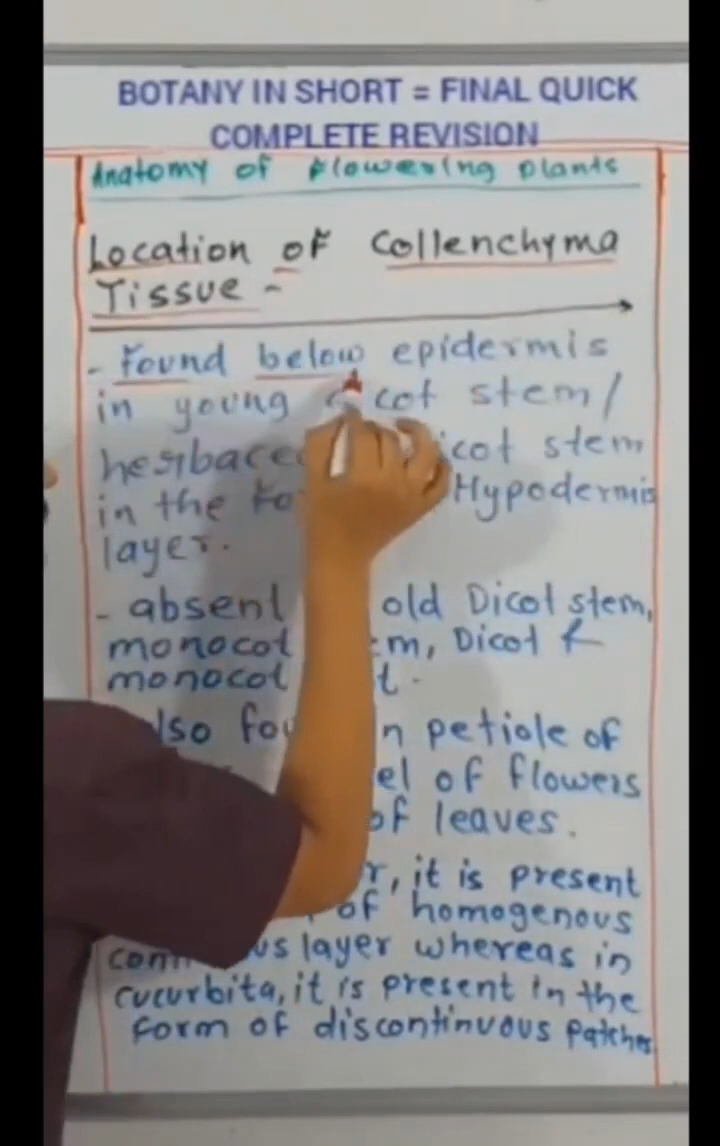 BOTANY IN SHORT = FINAL QUICK
COMPLETE REVISION
Anatomy of Flowering Plants
Location of Collenchyma
Tissue -
- Found below epidermis
in young cot stem/
icot stem
in the Hypodermis
layer.
- absent old Dicot stem,
monocot m, Dicot &
monocot t.
lso n petiole of
el of flowers
of leaves.
r, it is present
of homogenous
us layer whereas in
cucurbita, it is present in the
form of discontinuous patches